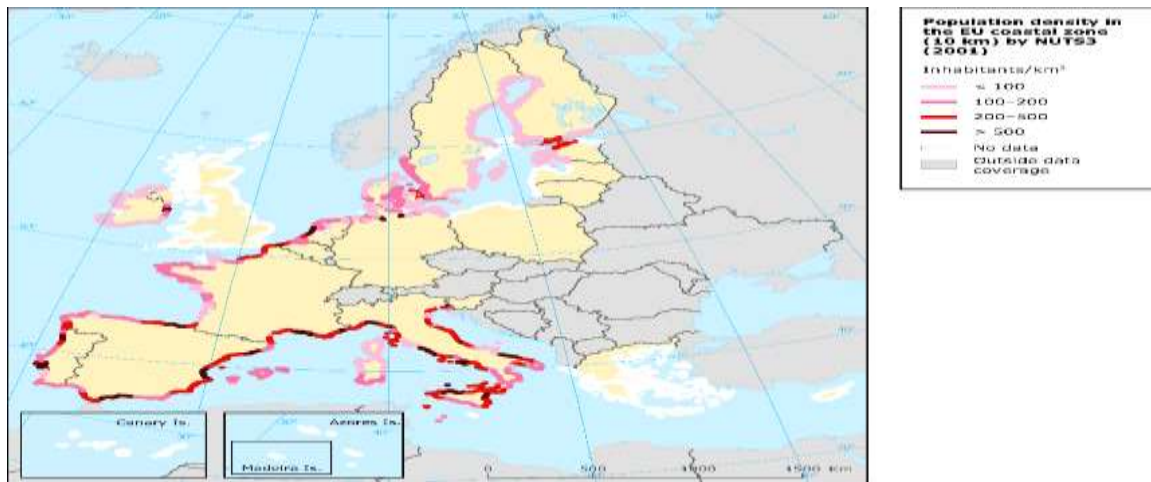 Population density in
the EU coastal zone
(10 km) by NUTS3
(2001)
Inhabitants/km²
≤ 100
100–200
200–500
> 500
No data
Outside data
coverage
Canary Is.
Azores Is.
Madeira Is.
0 500 1000 1500 Km